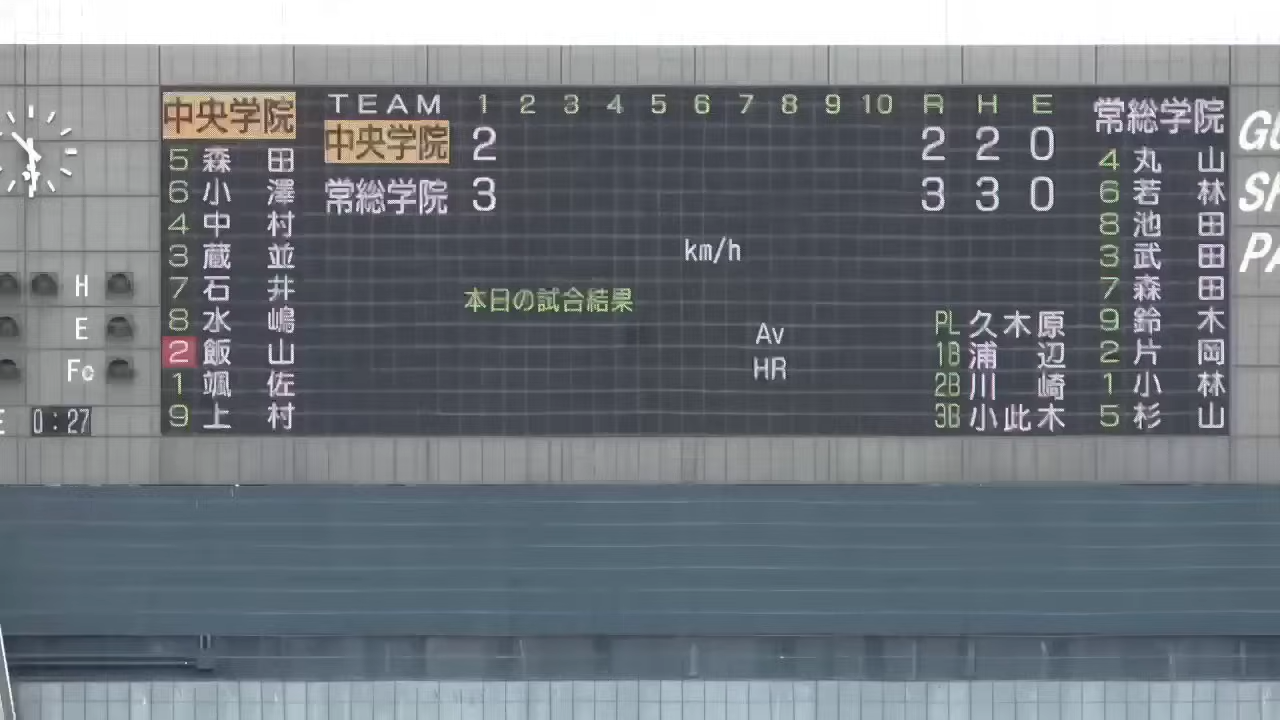 中央学院
5 森田
6 小澤
4 中村
3 蔵並
7 石井
8 水嶋
2 飯山
1 颯佐
9 上村
TEAM 1 2 3 4 5 6 7 8 9 10 R H E
中央学院 2 2 2 0
常総学院 3 3 3 0
km/h
本日の試合結果
Av
HR
PL 久木原
1B 浦辺
2B 川崎
3B 小此木
常総学院
4 丸山
6 若林
8 池田
3 武田
7 森田
9 鈴木
2 片岡
1 小林
5 杉山
H
E
Fc
0:27